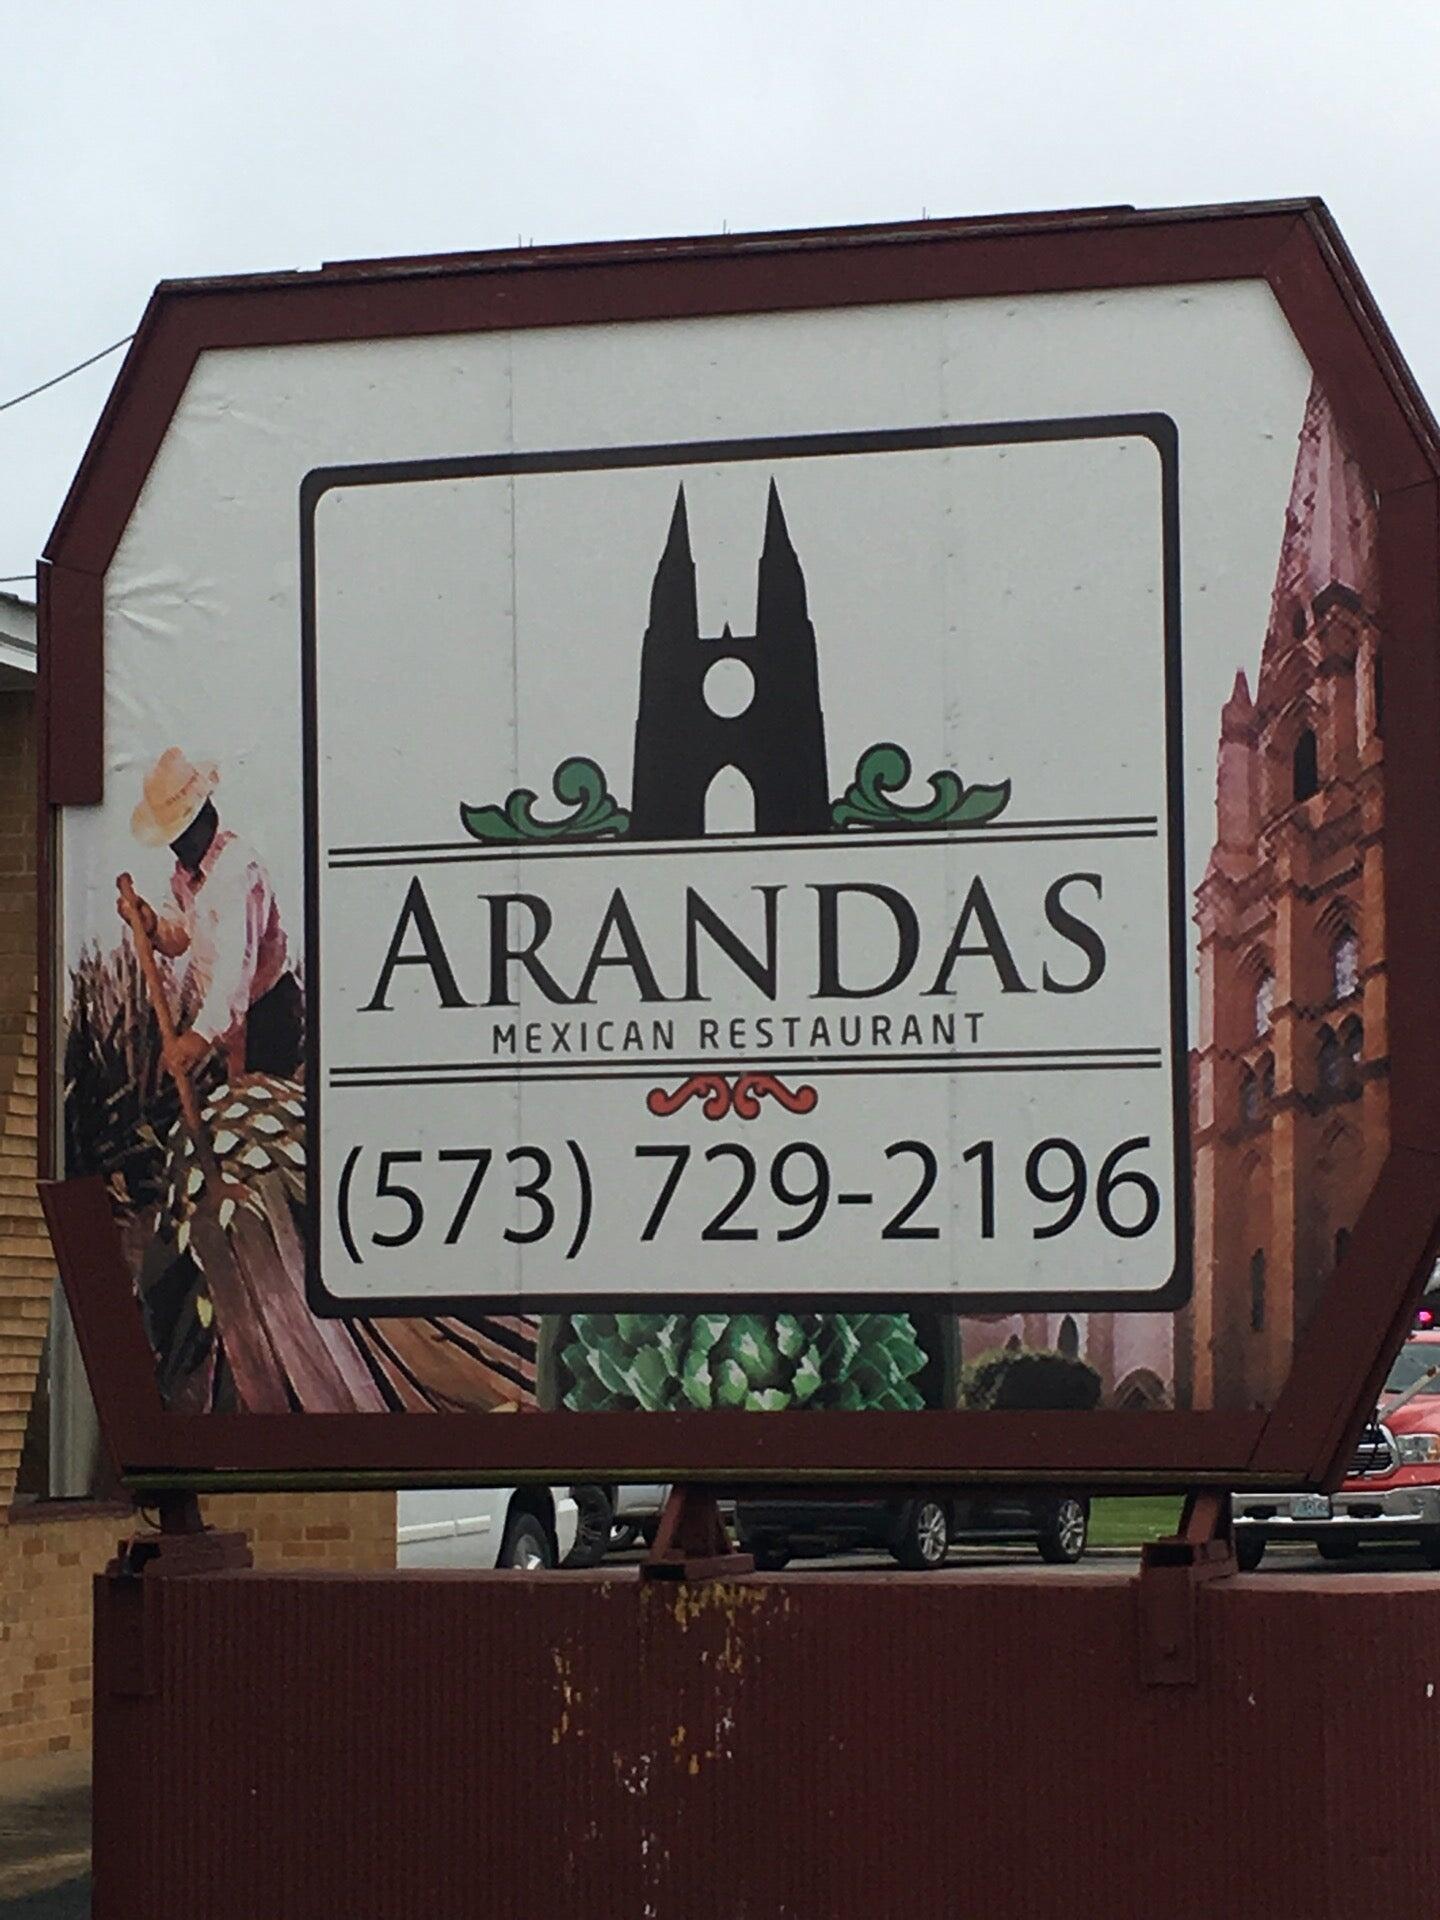 ARANDAS
MEXICAN RESTAURANT
(573) 729-2196